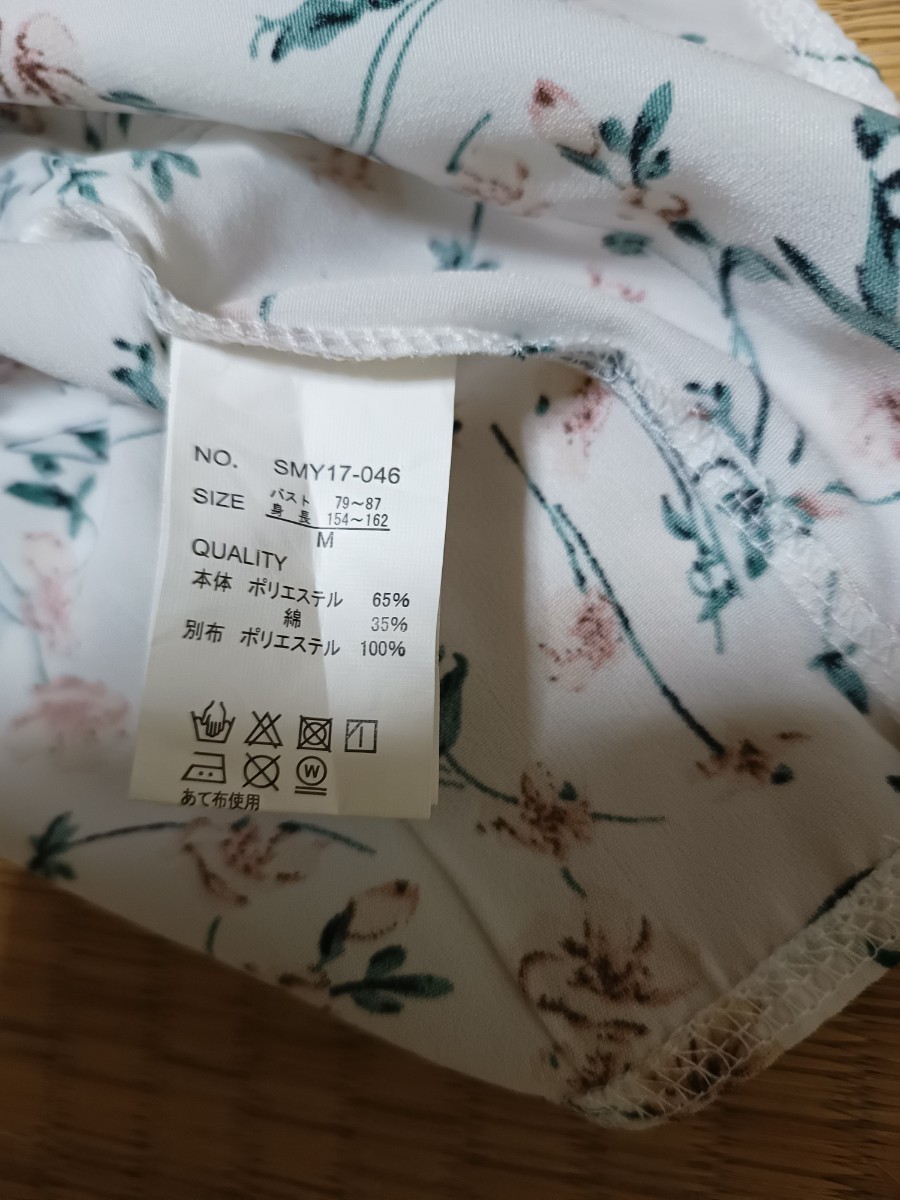 NO. SMY17-046
SIZE バスト 79～87
身 長 154～162
M
QUALITY
本体 ポリエステル 65%
綿 35%
別布 ポリエステル 100%
W
あて布使用